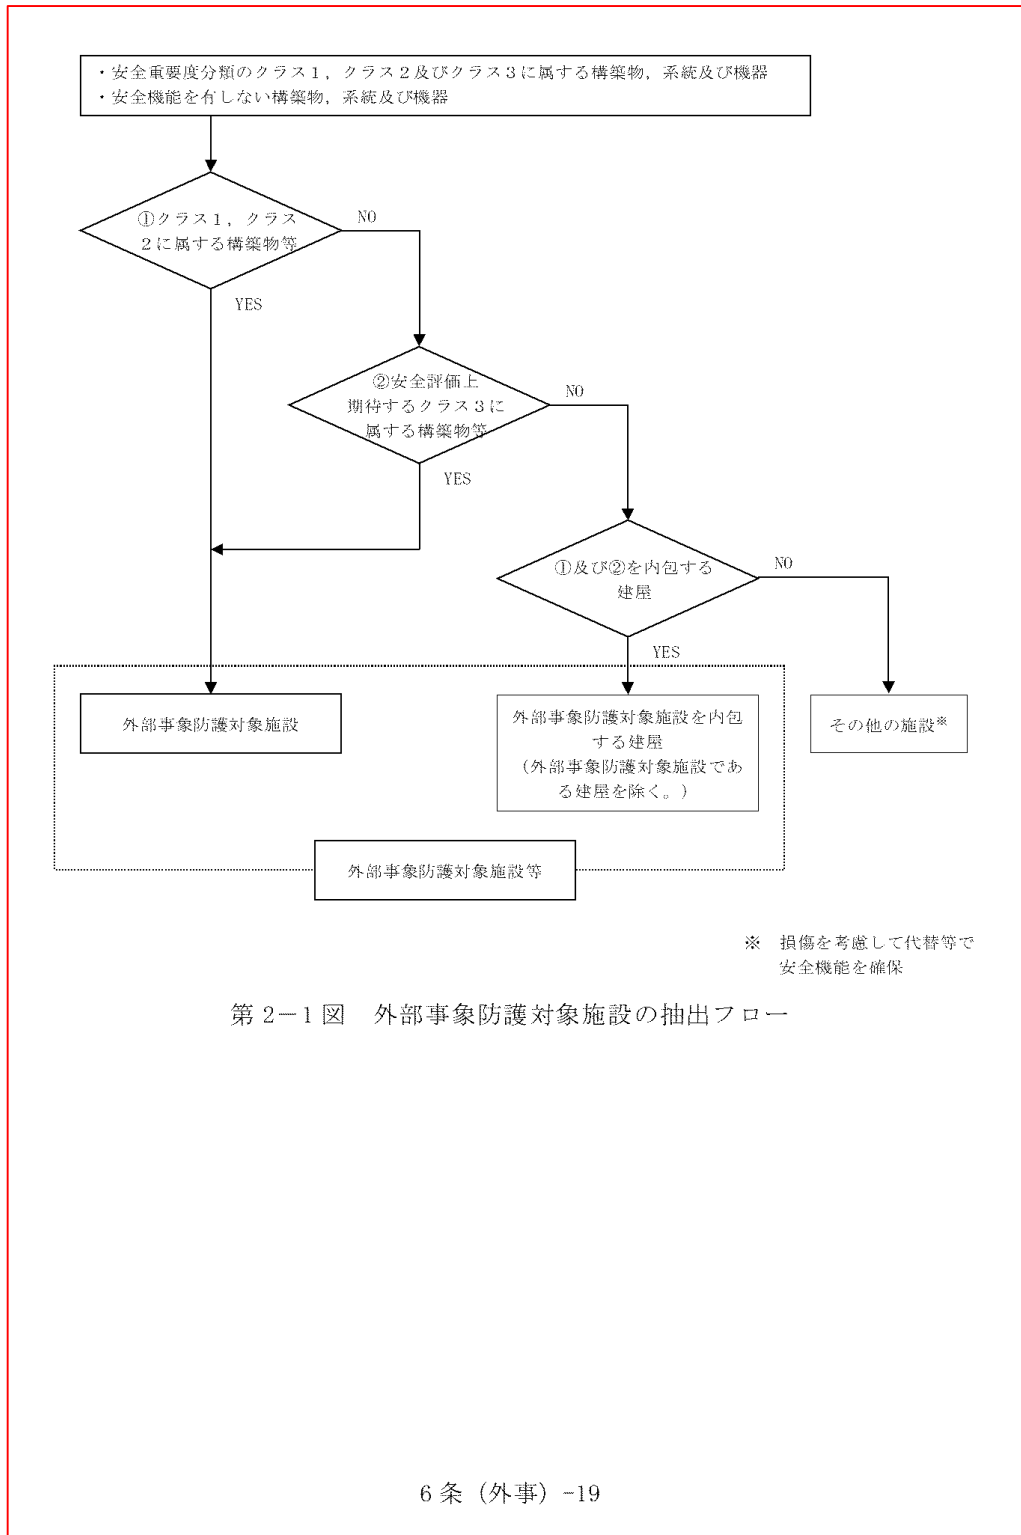 ・安全重要度分類のクラス１，クラス２及びクラス３に属する構築物，系統及び機器
・安全機能を有しない構築物，系統及び機器
①クラス１，クラス
２に属する構築物等
NO
YES
②安全評価上
期待するクラス３に
属する構築物等
NO
YES
①及び②を内包する
建屋
NO
YES
外部事象防護対象施設
外部事象防護対象施設を内包
する建屋
（外部事象防護対象施設であ
る建屋を除く。）
その他の施設※
外部事象防護対象施設等
※　損傷を考慮して代替等で
安全機能を確保
第 2－1 図　外部事象防護対象施設の抽出フロー
6 条（外事）-19